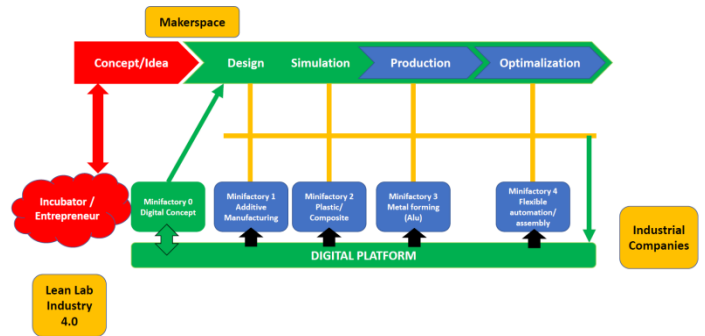 Makerspace
Concept/Idea
Design
Simulation
Production
Optimalization
Incubator /
Entrepreneur
Minifactory 0
Digital Concept
Minifactory 1
Additive
Manufacturing
Minifactory 2
Plastic/
Composite
Minifactory 3
Metal forming
(Alu)
Minifactory 4
Flexible
automation/
assembly
Industrial
Companies
DIGITAL PLATFORM
Lean Lab
Industry
4.0